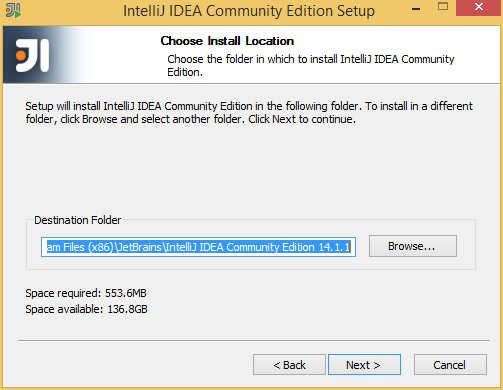 IntelliJ IDEA Community Edition Setup
Choose Install Location
Choose the folder in which to install IntelliJ IDEA Community
Edition.
Setup will install IntelliJ IDEA Community Edition in the following folder. To install in a different
folder, click Browse and select another folder. Click Next to continue.
Destination Folder
am Files (x86)\JetBrains\IntelliJ IDEA Community Edition 14.1.1
Browse...
Space required: 553.6MB
Space available: 136.8GB
< Back
Next >
Cancel